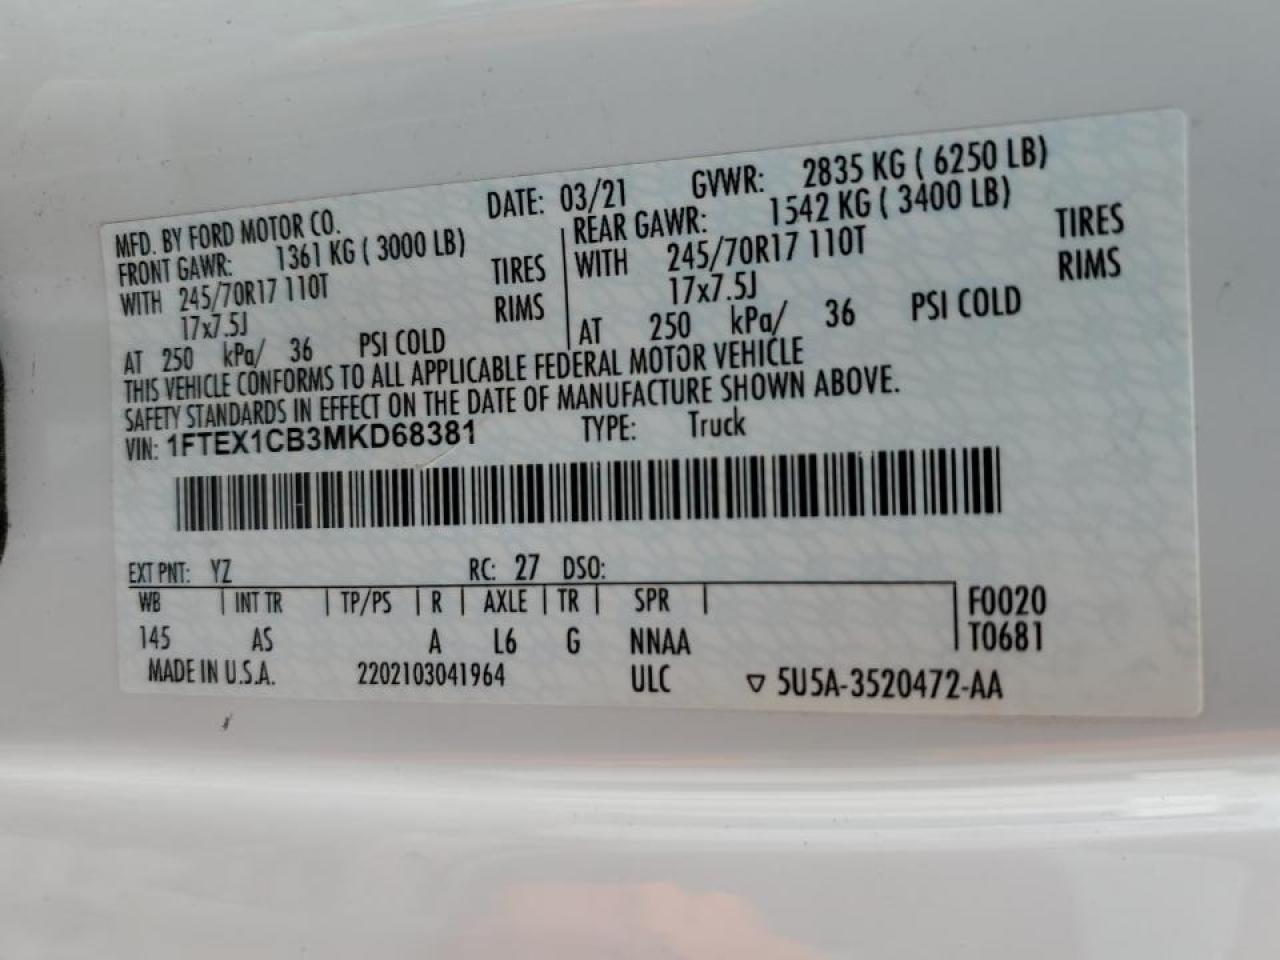 MFD. BY FORD MOTOR CO. DATE: 03/21 GVWR: 2835 KG ( 6250 LB)
FRONT GAWR: 1361 KG ( 3000 LB) REAR GAWR: 1542 KG ( 3400 LB)
WITH 245/70R17 110T TIRES WITH 245/70R17 110T TIRES
17x7.5J RIMS 17x7.5J RIMS
AT 250 kPa/ 36 PSI COLD AT 250 kPa/ 36 PSI COLD
THIS VEHICLE CONFORMS TO ALL APPLICABLE FEDERAL MOTOR VEHICLE
SAFETY STANDARDS IN EFFECT ON THE DATE OF MANUFACTURE SHOWN ABOVE.
VIN: 1FTEX1CB3MKD68381 TYPE: Truck
EXT PNT: YZ RC: 27 DSO:
WB INT TR TP/PS R AXLE TR SPR F0020
145 AS A L6 G NNAA T0681
MADE IN U.S.A. 2202103041964 ULC ▽ 5U5A-3520472-AA